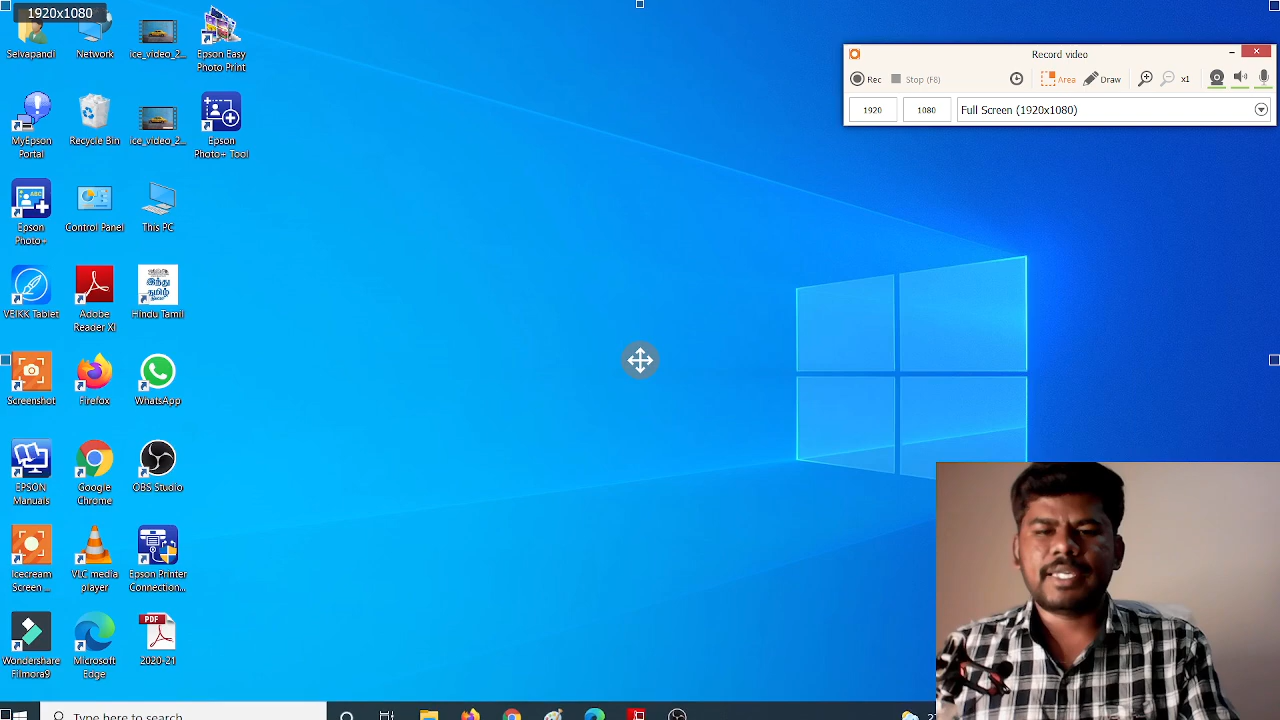 1920x1080
Selvapandi
Network
ice_video_2...
Epson Easy
Photo Print
MyEpson
Portal
Recycle Bin
ice_video_2...
Epson
Photo+ Tool
Epson
Photo+
Control Panel
This PC
VEIKK Tablet
Adobe
Reader XI
இந்து
தமிழ்
Hindu Tamil
Screenshot
Firefox
WhatsApp
EPSON
Manuals
Google
Chrome
OBS Studio
Icecream
Screen ...
VLC media
player
Epson Printer
Connection...
Wondershare
Filmora9
Microsoft
Edge
PDF
2020-21
Record video
Rec
Stop (F8)
Area
Draw
x1
1920
1080
Full Screen (1920x1080)
Type here to search